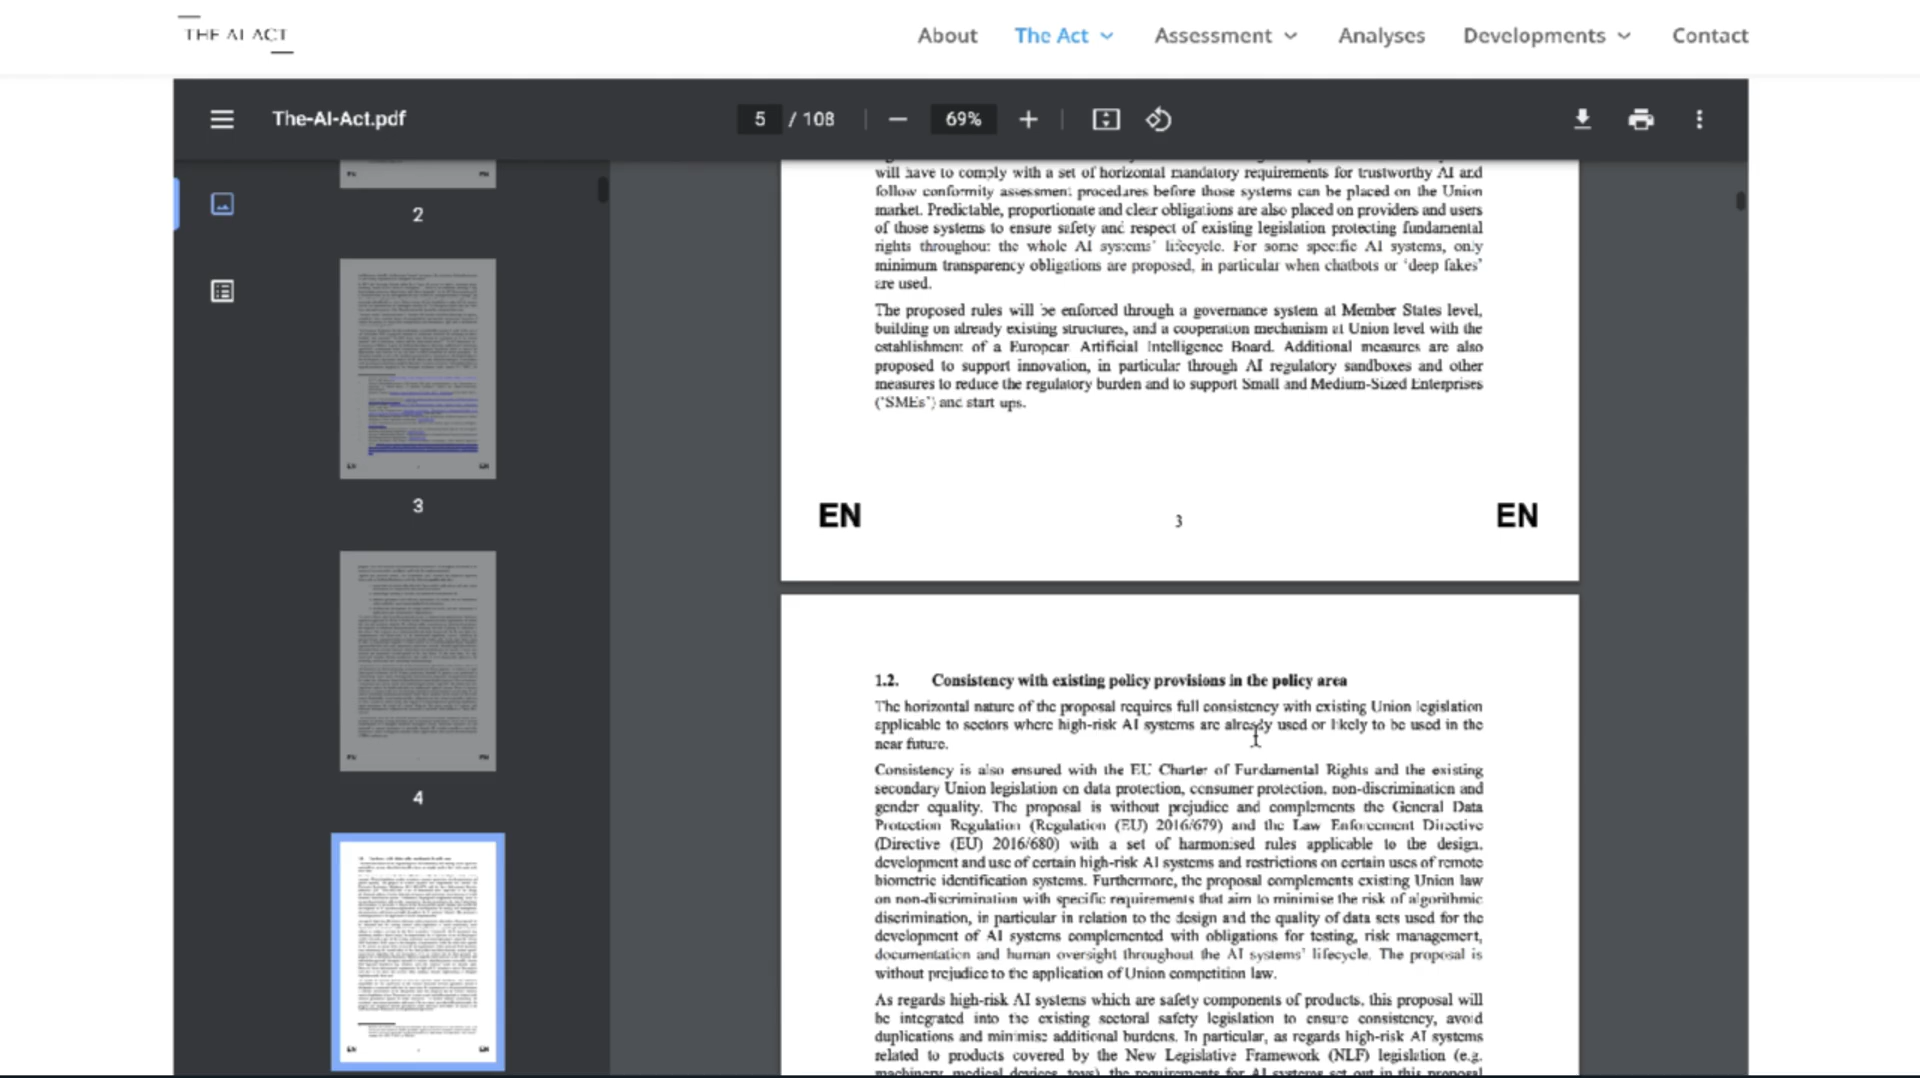 THE AI ACT
About The Act Assessment Analyses Developments Contact
The-AI-Act.pdf 5 / 108 69%
2
3
4
will have to comply with a set of horizontal mandatory requirements for trustworthy AI and
follow conformity assessment procedures before those systems can be placed on the Union
market. Predictable, proportionate and clear obligations are also placed on providers and users
of those systems to ensure safety and respect of existing legislation protecting fundamental
rights throughout the whole AI systems' lifecycle. For some specific AI systems, only
minimum transparency obligations are proposed, in particular when chatbots or 'deep fakes'
are used.
The proposed rules will be enforced through a governance system at Member States level,
building on already existing structures, and a cooperation mechanism at Union level with the
establishment of a European Artificial Intelligence Board. Additional measures are also
proposed to support innovation, in particular through AI regulatory sandboxes and other
measures to reduce the regulatory burden and to support Small and Medium-Sized Enterprises
('SMEs') and start ups.
EN 3 EN
1.2. Consistency with existing policy provisions in the policy area
The horizontal nature of the proposal requires full consistency with existing Union legislation
applicable to sectors where high-risk AI systems are already used or likely to be used in the
near future.
Consistency is also ensured with the EU Charter of Fundamental Rights and the existing
secondary Union legislation on data protection, consumer protection, non-discrimination and
gender equality. The proposal is without prejudice and complements the General Data
Protection Regulation (Regulation (EU) 2016/679) and the Law Enforcement Directive
(Directive (EU) 2016/680) with a set of harmonised rules applicable to the design,
development and use of certain high-risk AI systems and restrictions on certain uses of remote
biometric identification systems. Furthermore, the proposal complements existing Union law
on non-discrimination with specific requirements that aim to minimise the risk of algorithmic
discrimination, in particular in relation to the design and the quality of data sets used for the
development of AI systems complemented with obligations for testing, risk management,
documentation and human oversight throughout the AI systems' lifecycle. The proposal is
without prejudice to the application of Union competition law.
As regards high-risk AI systems which are safety components of products, this proposal will
be integrated into the existing sectoral safety legislation to ensure consistency, avoid
duplications and minimise additional burdens. In particular, as regards high-risk AI systems
related to products covered by the New Legislative Framework (NLF) legislation (e.g.
machinery, medical devices, toys), the requirements for AI systems set out in this proposal